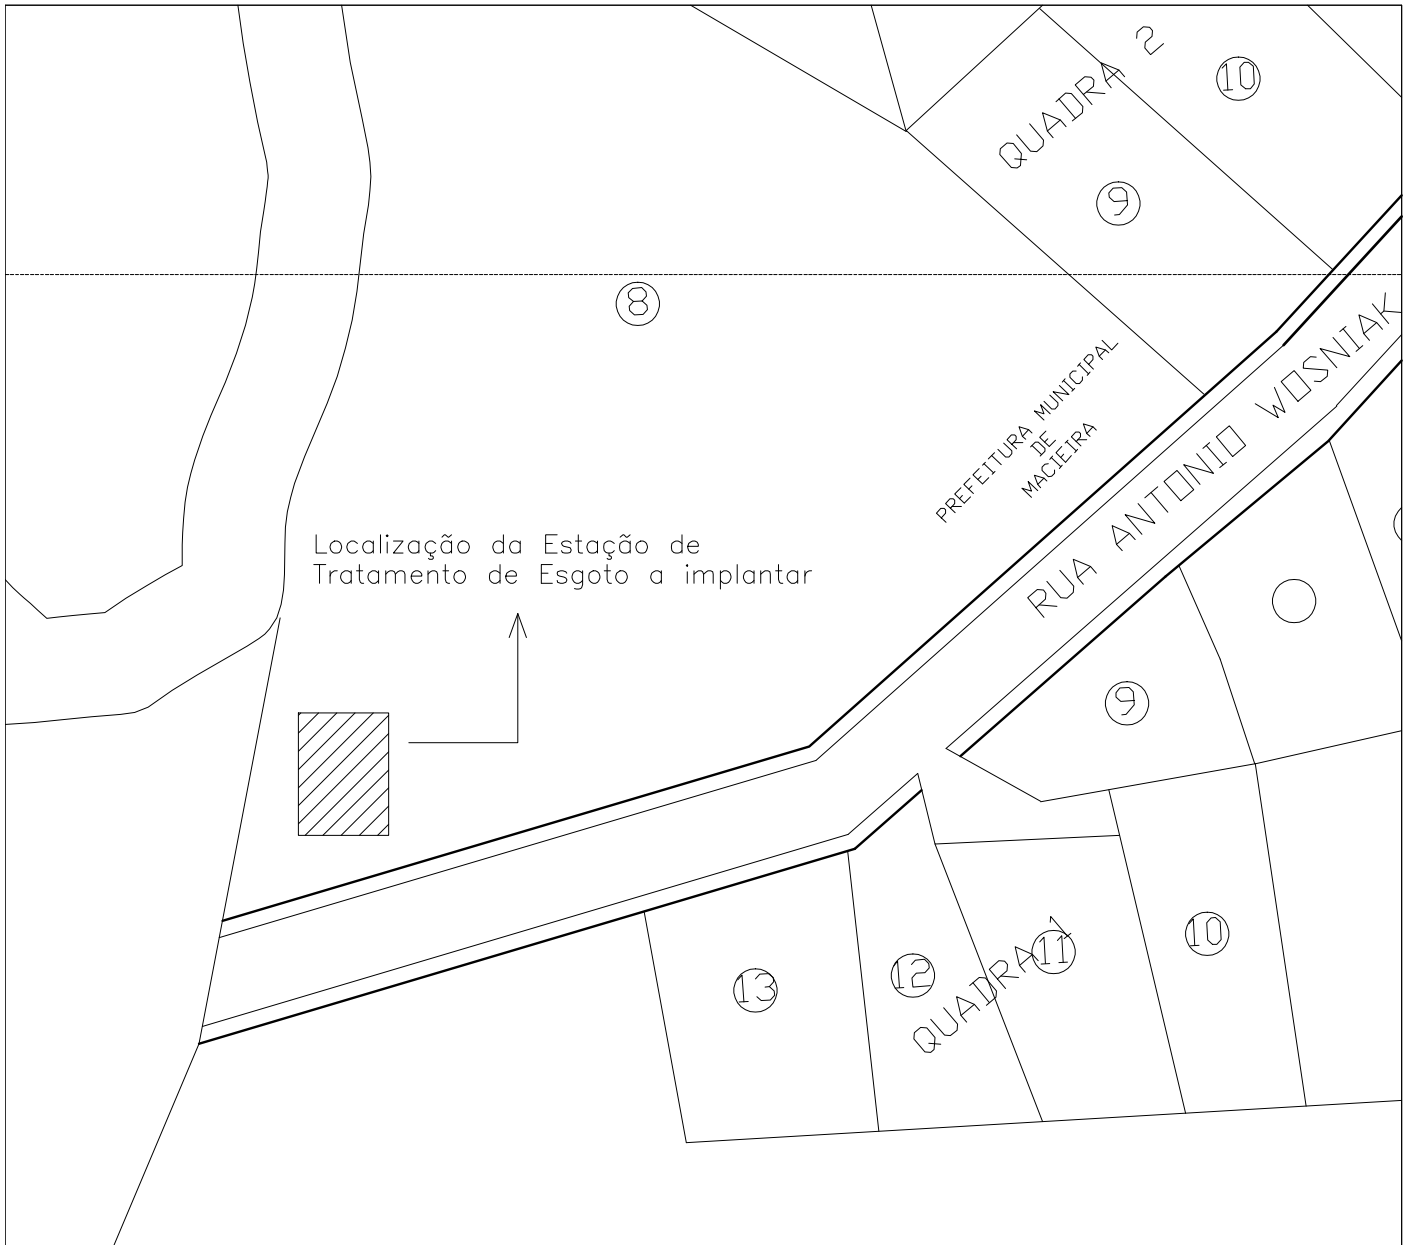 QUADRA 2
10
9
8
PREFEITURA MUNICIPAL
DE
MACIEIRA
RUA ANTONIO WOSNIAK
Localização da Estação de
Tratamento de Esgoto a implantar
9
10
11
12
13
QUADRA 1